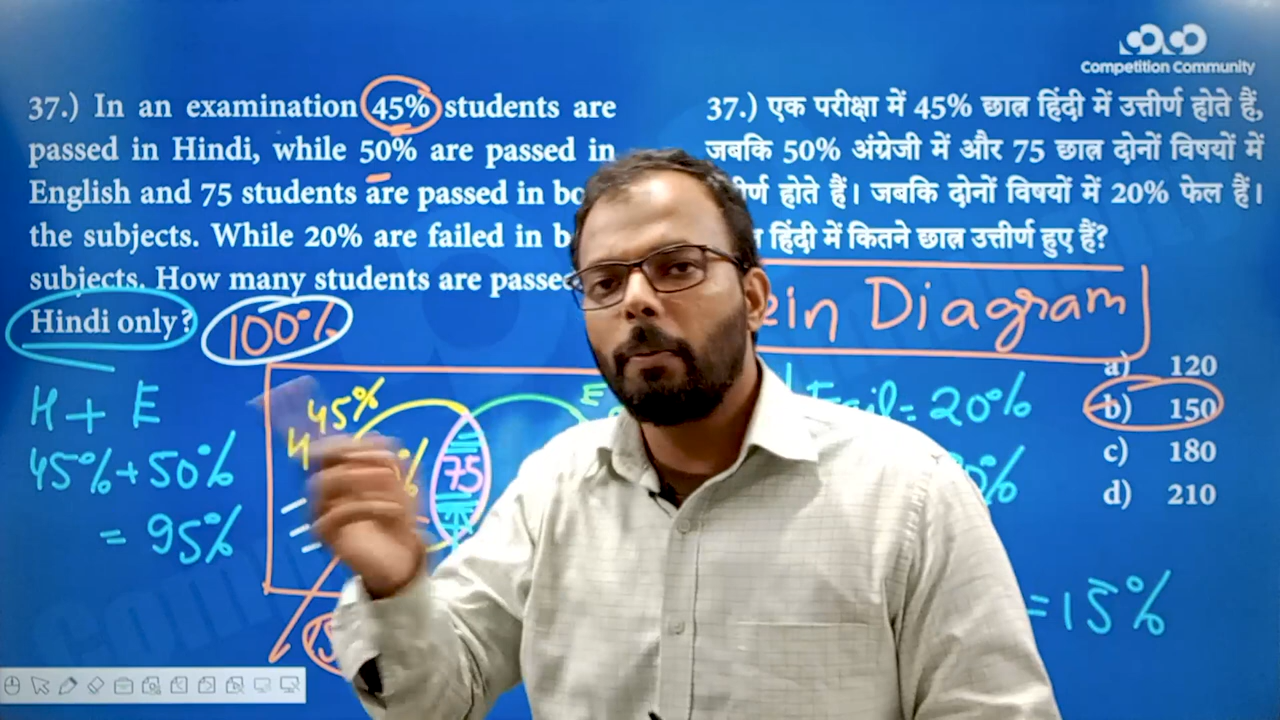 Competition Community
37.) In an examination 45% students are
passed in Hindi, while 50% are passed in
English and 75 students are passed in bo
the subjects. While 20% are failed in b
subjects. How many students are passe
Hindi only?
100%
37.) एक परीक्षा में 45% छात्र हिंदी में उत्तीर्ण होते हैं,
जबकि 50% अंग्रेजी में और 75 छात्र दोनों विषयों में
र्ण होते हैं। जबकि दोनों विषयों में 20% फेल हैं।
हिंदी में कितने छात्र उत्तीर्ण हुए हैं?
ein Diagram
a) 120
b) 150
c) 180
d) 210
H + E
45% + 50%
= 95%
45%
75
E
Fail = 20%
0%
= 15%